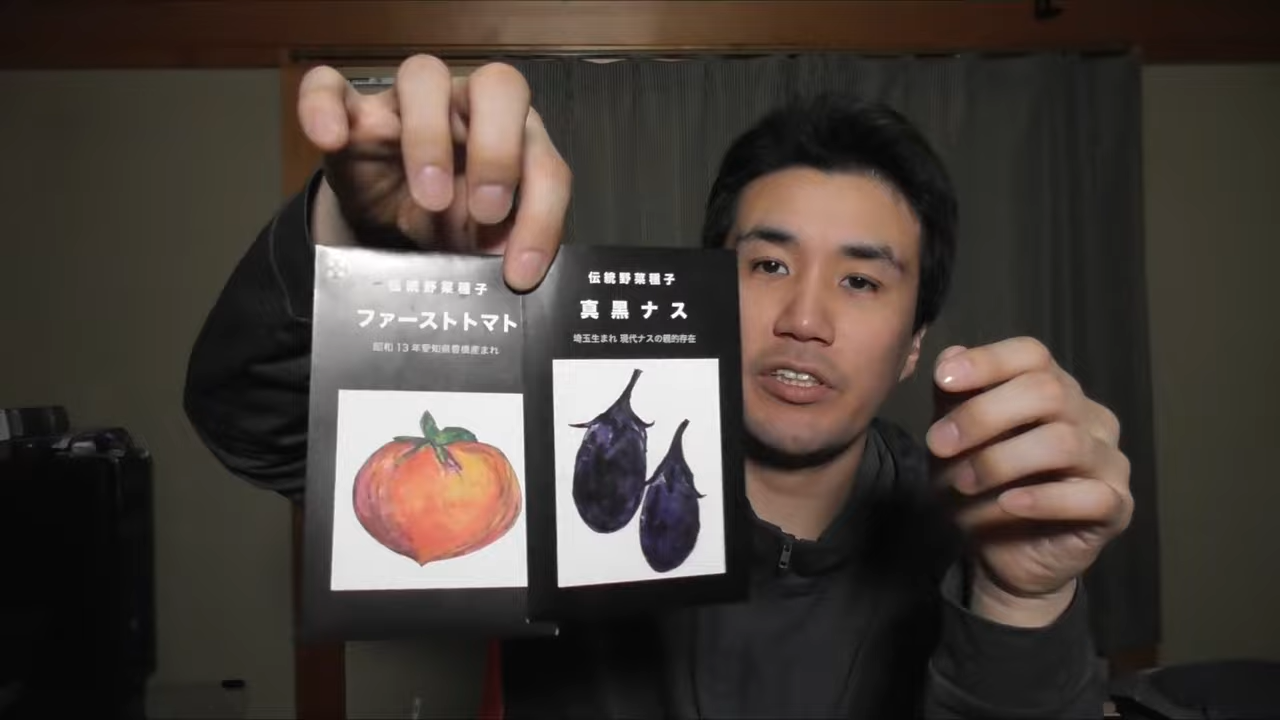 伝統野菜種子
ファーストトマト
昭和13年愛知県豊橋産まれ
伝統野菜種子
真黒ナス
埼玉生まれ 現代ナスの標的存在